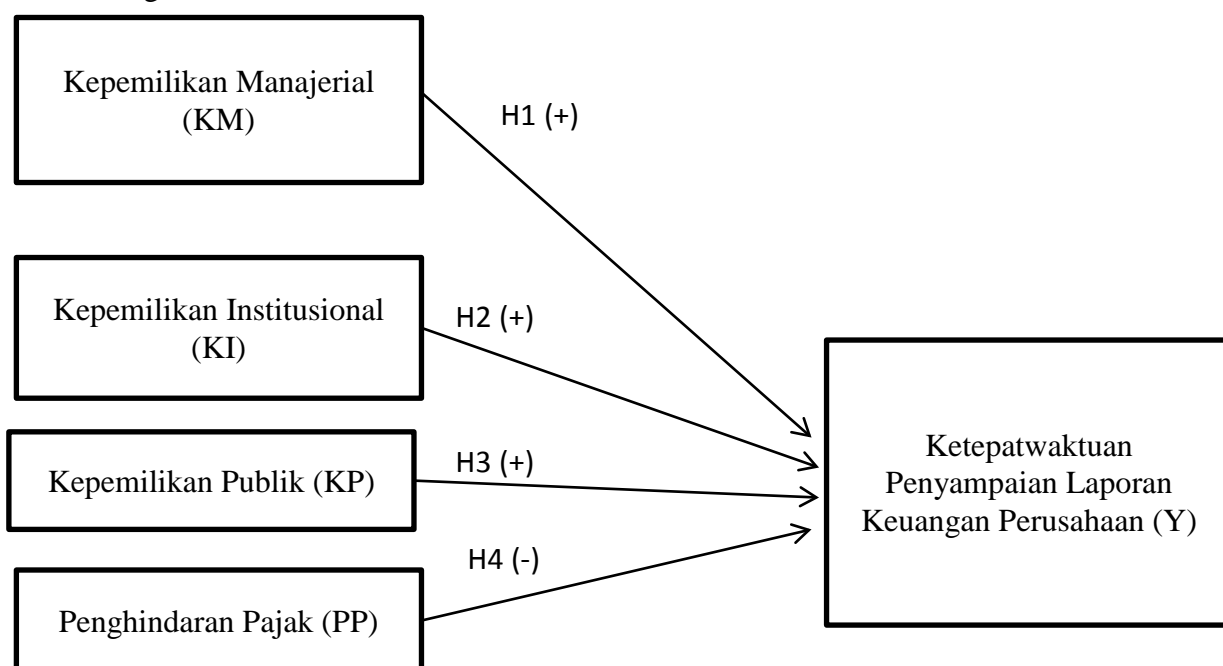 Kepemilikan Manajerial
(KM)
H1 (+)
Kepemilikan Institusional
(KI)
H2 (+)
Kepemilikan Publik (KP)
H3 (+)
Penghindaran Pajak (PP)
H4 (-)
Ketepatwaktuan
Penyampaian Laporan
Keuangan Perusahaan (Y)